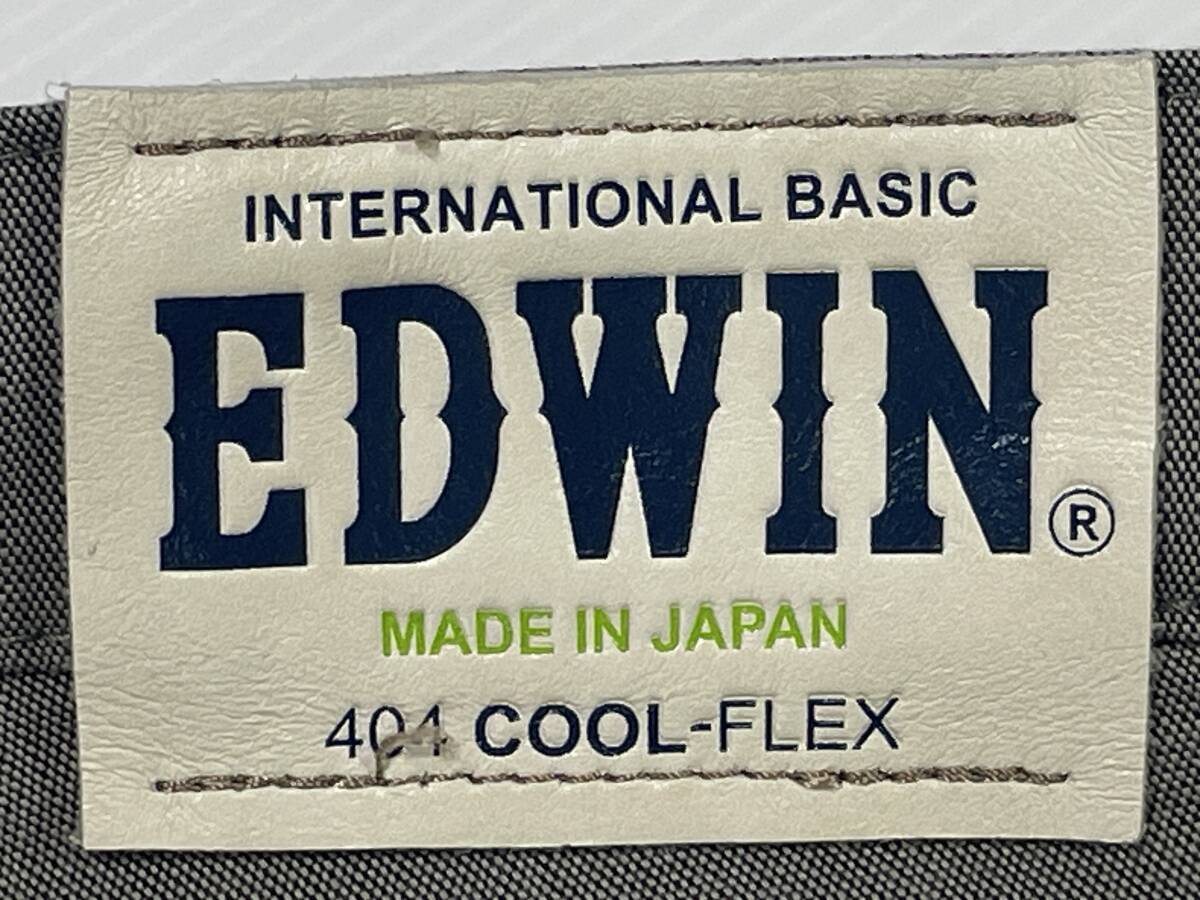 INTERNATIONAL BASIC
EDWIN®
MADE IN JAPAN
404 COOL-FLEX